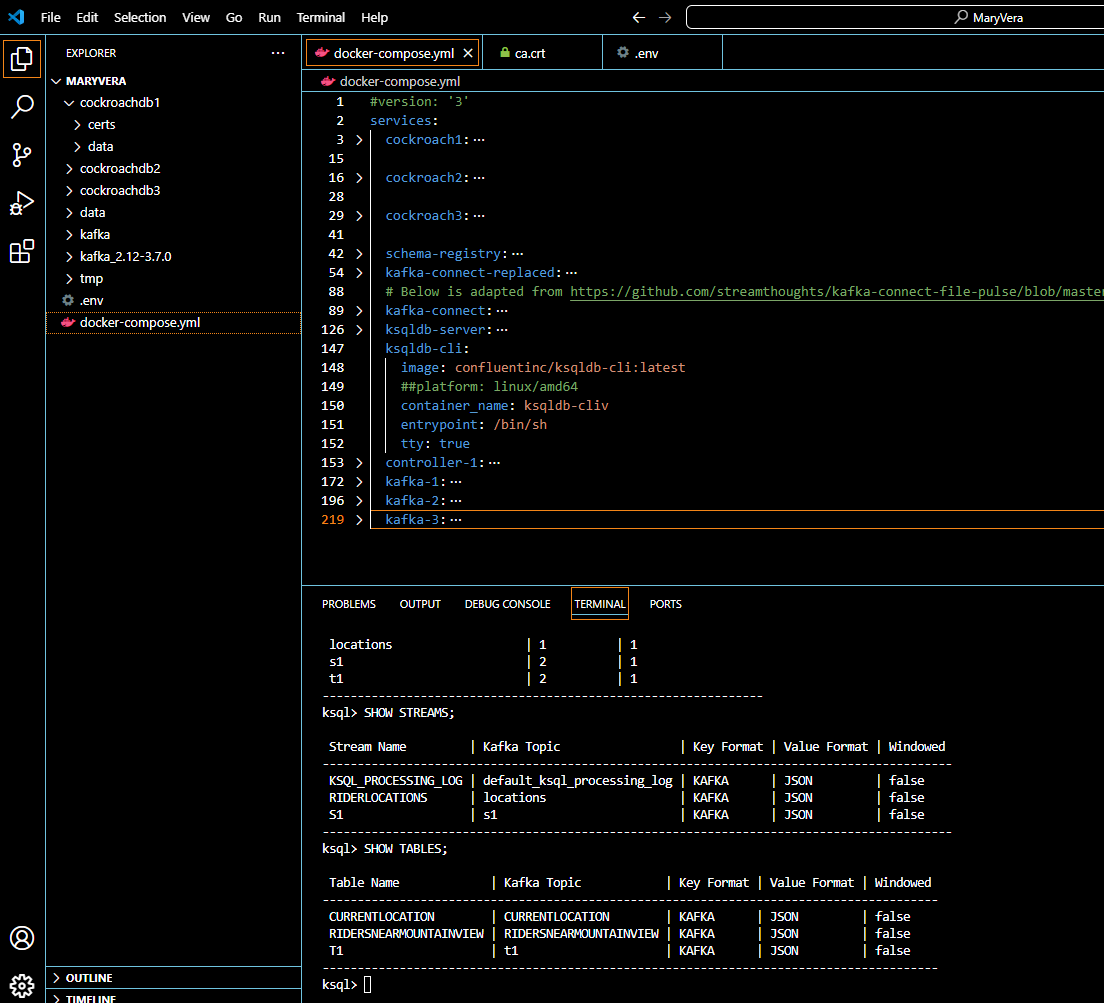 File Edit Selection View Go Run Terminal Help
MaryVera
EXPLORER
MARYVERA
cockroachdb1
certs
data
cockroachdb2
cockroachdb3
data
kafka
kafka_2.12-3.7.0
tmp
.env
docker-compose.yml
OUTLINE
TIMELINE
docker-compose.yml ca.crt .env
docker-compose.yml
1 #version: '3'
2 services:
3 cockroach1:···
15
16 cockroach2:···
28
29 cockroach3:···
41
42 schema-registry:···
54 kafka-connect-replaced:···
88 # Below is adapted from https://github.com/streamthoughts/kafka-connect-file-pulse/blob/master
89 kafka-connect:···
126 ksqldb-server:···
147 ksqldb-cli:
148 image: confluentinc/ksqldb-cli:latest
149 ##platform: linux/amd64
150 container_name: ksqldb-cliv
151 entrypoint: /bin/sh
152 tty: true
153 controller-1:···
172 kafka-1:···
196 kafka-2:···
219 kafka-3:···
PROBLEMS OUTPUT DEBUG CONSOLE TERMINAL PORTS
locations | 1 | 1
s1 | 2 | 1
t1 | 2 | 1
---------------------------------------------------------------
ksql> SHOW STREAMS;
Stream Name | Kafka Topic | Key Format | Value Format | Windowed
------------------------------------------------------------------------------------------
KSQL_PROCESSING_LOG | default_ksql_processing_log | KAFKA | JSON | false
RIDERLOCATIONS | locations | KAFKA | JSON | false
S1 | s1 | KAFKA | JSON | false
------------------------------------------------------------------------------------------
ksql> SHOW TABLES;
Table Name | Kafka Topic | Key Format | Value Format | Windowed
----------------------------------------------------------------------------------------
CURRENTLOCATION | CURRENTLOCATION | KAFKA | JSON | false
RIDERSNEARMOUNTAINVIEW | RIDERSNEARMOUNTAINVIEW | KAFKA | JSON | false
T1 | t1 | KAFKA | JSON | false
----------------------------------------------------------------------------------------
ksql>